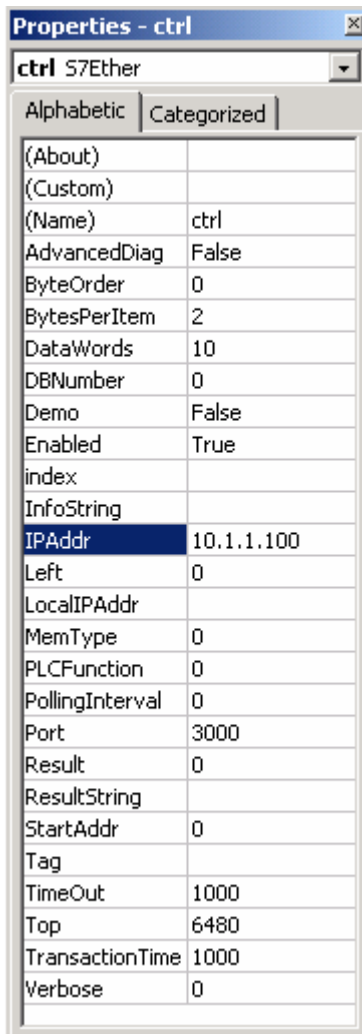 Properties - ctrl
ctrl S7Ether
Alphabetic Categorized
(About)
(Custom)
(Name) ctrl
AdvancedDiag False
ByteOrder 0
BytesPerItem 2
DataWords 10
DBNumber 0
Demo False
Enabled True
index
InfoString
IPAddr 10.1.1.100
Left 0
LocalIPAddr
MemType 0
PLCFunction 0
PollingInterval 0
Port 3000
Result 0
ResultString
StartAddr 0
Tag
TimeOut 1000
Top 6480
TransactionTime 1000
Verbose 0